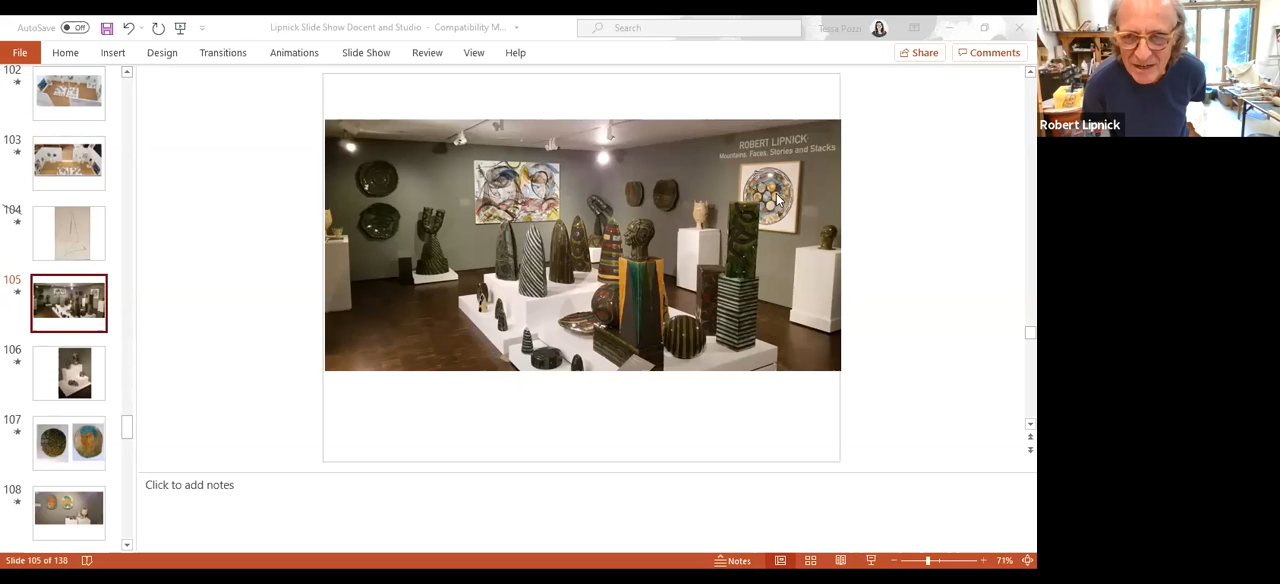 AutoSave Off Lipnick Slide Show Docent and Studio - Compatibility M... Search Tessa Pozzi
File Home Insert Design Transitions Animations Slide Show Review View Help Share Comments
102
103
104
105
106
107
108
ROBERT LIPNICK
Mountains, Faces, Stories and Stacks
Click to add notes
Slide 105 of 138 Notes 71%
Robert Lipnick